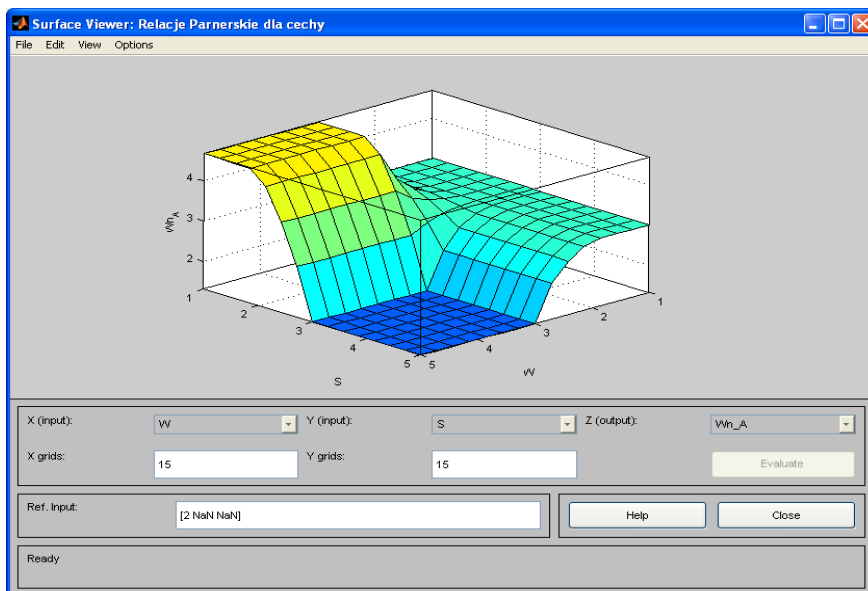 Surface Viewer: Relacje Parnerskie dla cechy
File Edit View Options
4
3
2
Wn_A
1
2
3
4
5
S
5
4
3
2
1
W
X (input): W Y (input): S Z (output): Wn_A
X grids: 15 Y grids: 15 Evaluate
Ref. Input: [2 NaN NaN] Help Close
Ready